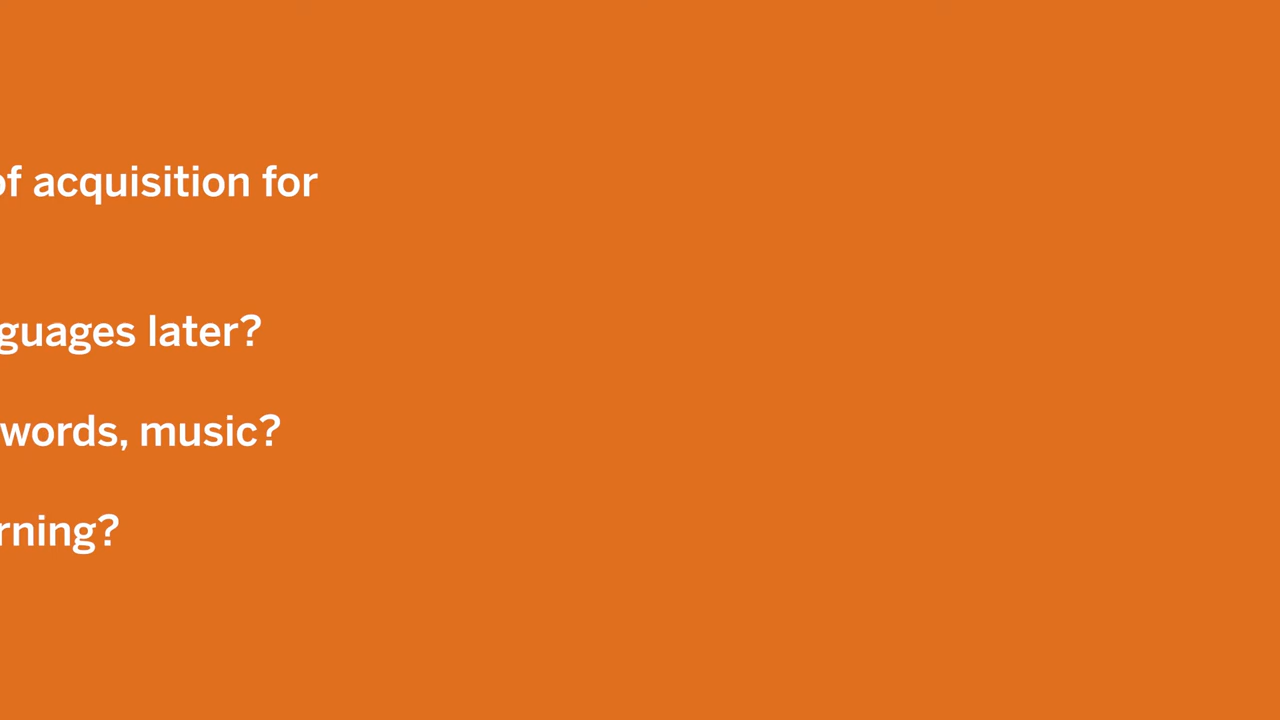 of acquisition for
guages later?
words, music?
rning?